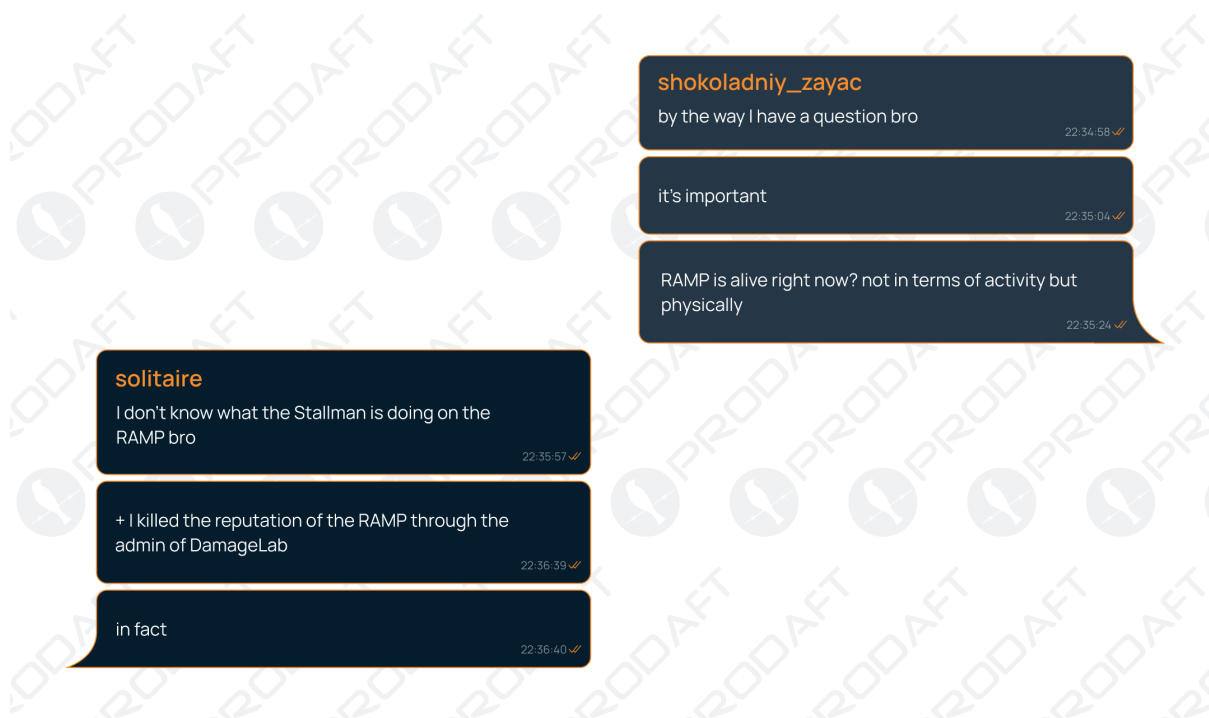 shokoladniy_zayac
by the way I have a question bro
22:34:58
it's important
22:35:04
RAMP is alive right now? not in terms of activity but
physically
22:35:24
solitaire
I don't know what the Stallman is doing on the
RAMP bro
22:35:57
+ I killed the reputation of the RAMP through the
admin of DamageLab
22:36:39
in fact
22:36:40
PRODAFT